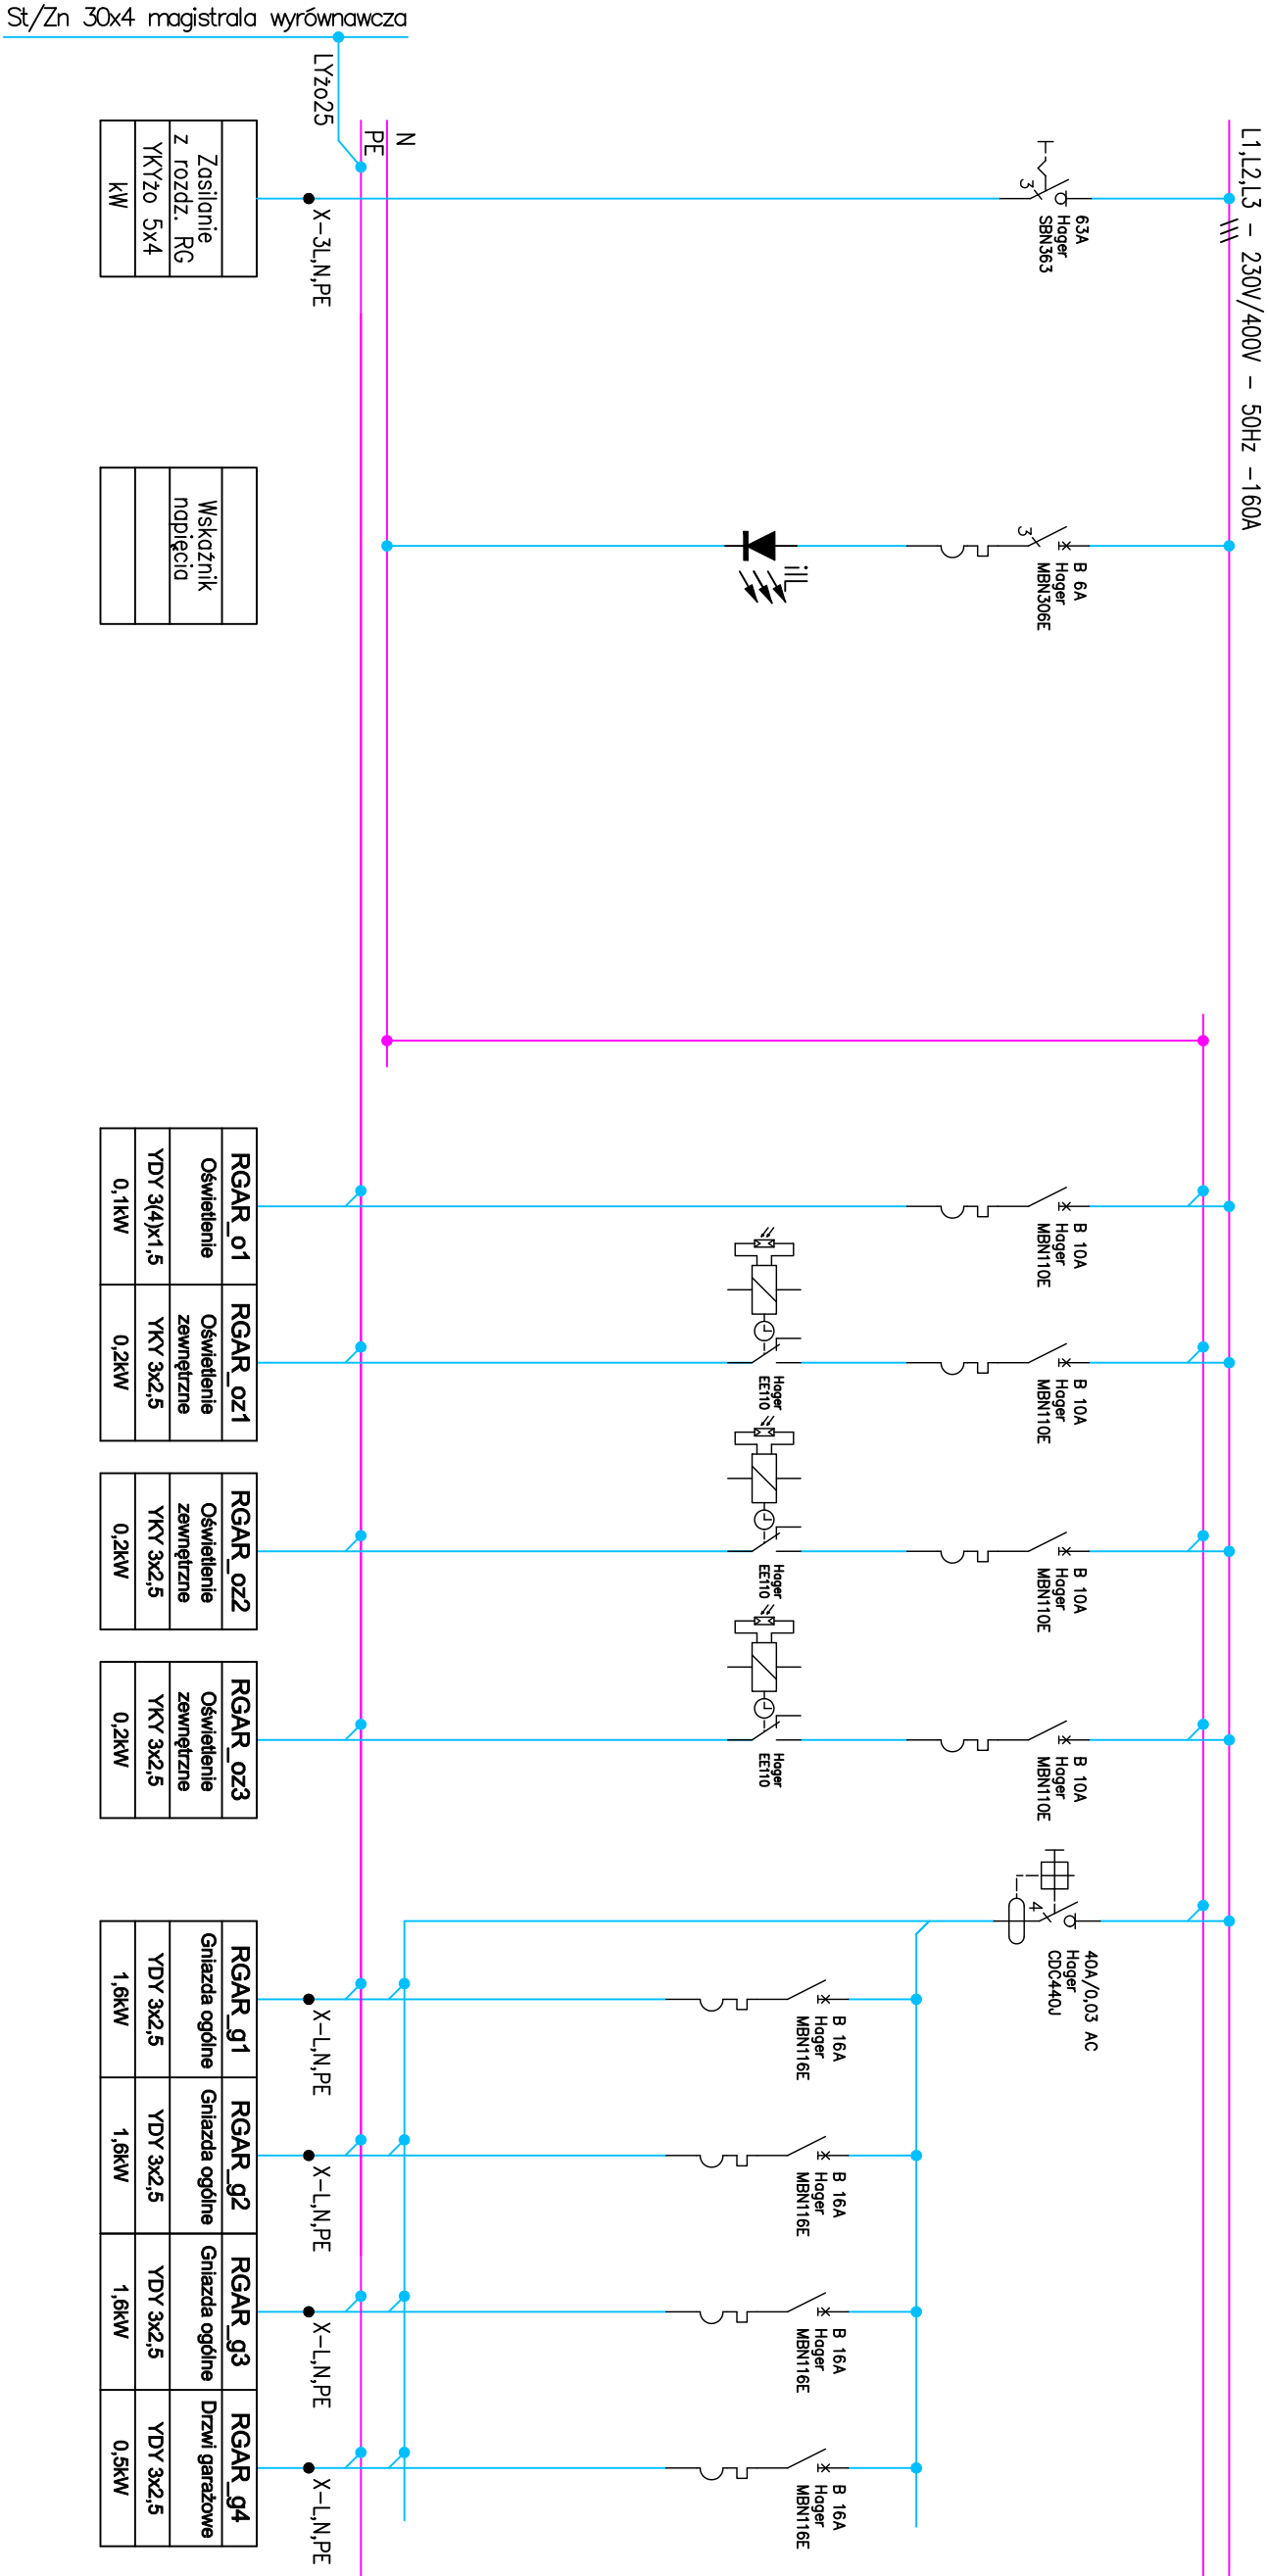 St/Zn 30x4 magistrala wyrównawcza
L1,L2,L3 - 230V/400V - 50Hz -160A
63A
Hager
SBN363
3
N
PE
LYżo25
X-3L,N,PE
Zasilanie
z rozdz. RG
YKYżo 5x4
kW
B 6A
Hager
MBN306E
3
iIL
Wskaźnik
napięcia
B 10A
Hager
MBN110E
RGAR_o1
Oświetlenie
YDY 3(4)x1,5
0,1kW
B 10A
Hager
MBN110E
Hager
EE110
RGAR_oz1
Oświetlenie
zewnętrzne
YKY 3x2,5
0,2kW
B 10A
Hager
MBN110E
Hager
EE110
RGAR_oz2
Oświetlenie
zewnętrzne
YKY 3x2,5
0,2kW
B 10A
Hager
MBN110E
Hager
EE110
RGAR_oz3
Oświetlenie
zewnętrzne
YKY 3x2,5
0,2kW
40A/0,03 AC
Hager
CDC440J
4
B 16A
Hager
MBN116E
X-L,N,PE
RGAR_g1
Gniazda ogólne
YDY 3x2,5
1,6kW
B 16A
Hager
MBN116E
X-L,N,PE
RGAR_g2
Gniazda ogólne
YDY 3x2,5
1,6kW
B 16A
Hager
MBN116E
X-L,N,PE
RGAR_g3
Gniazda ogólne
YDY 3x2,5
1,6kW
B 16A
Hager
MBN116E
X-L,N,PE
RGAR_g4
Drzwi garażowe
YDY 3x2,5
0,5kW